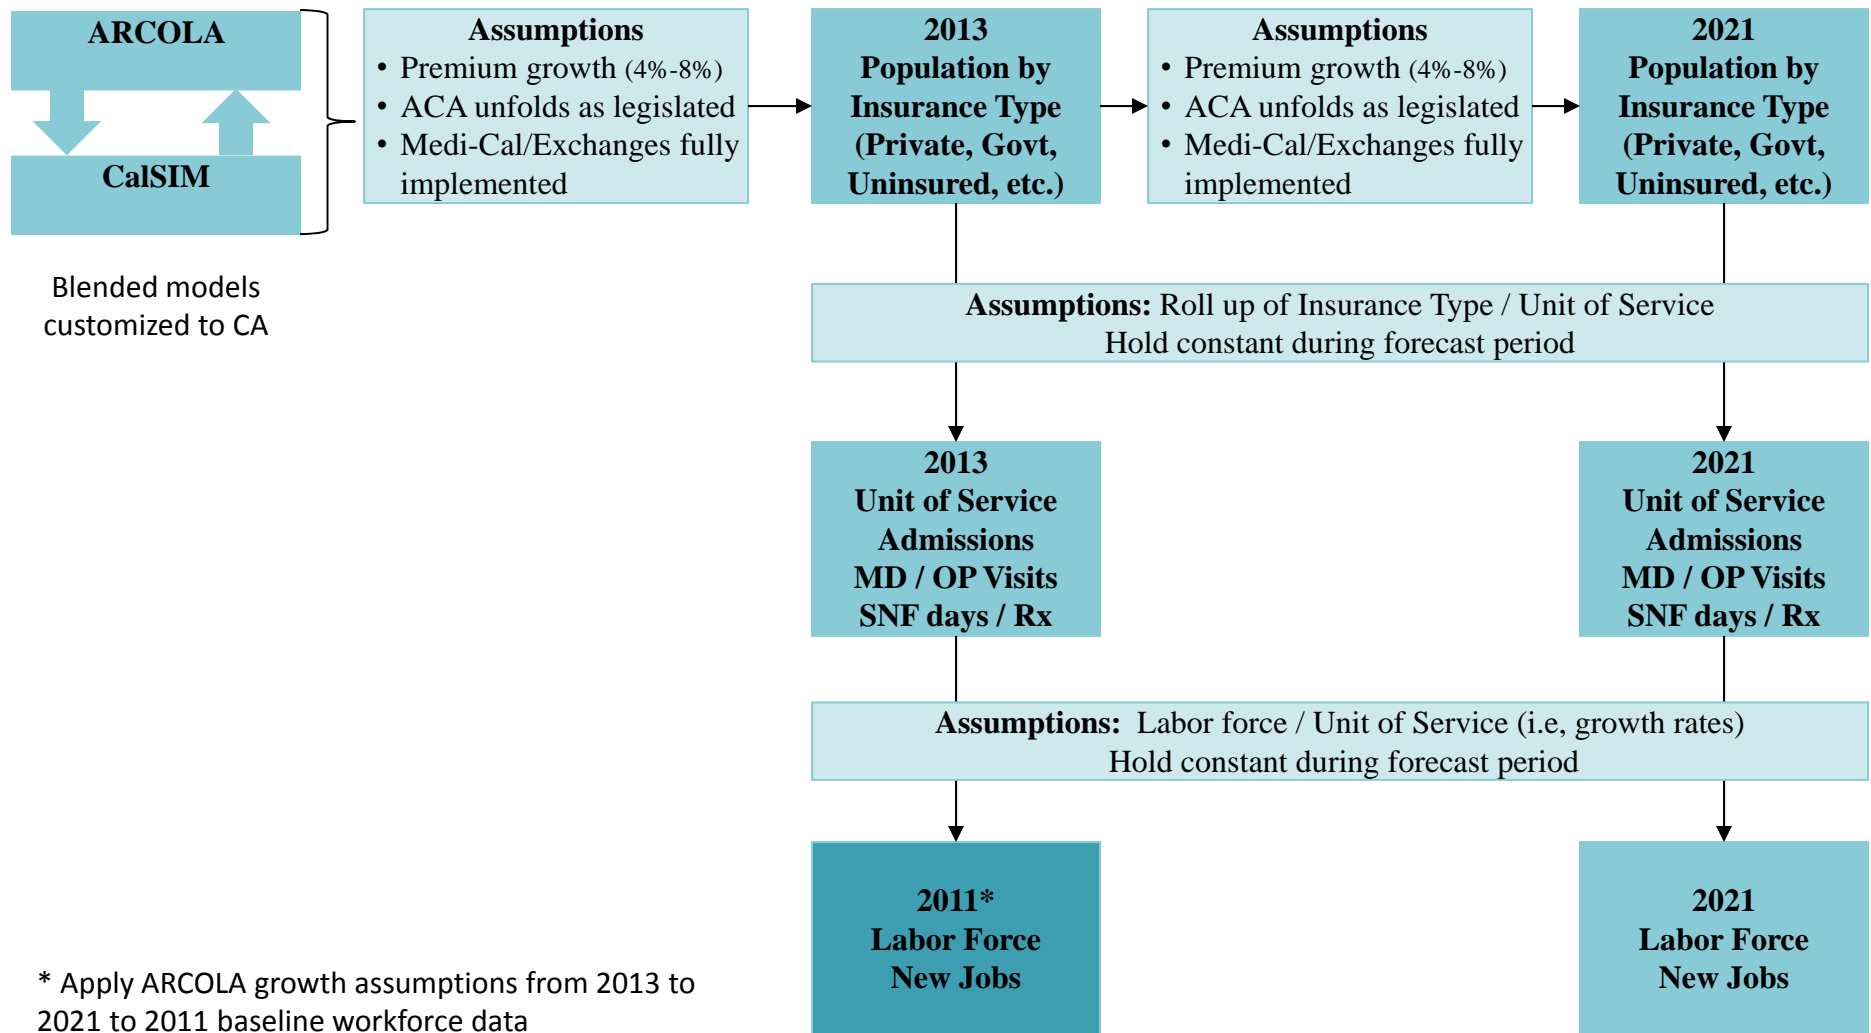 ARCOLA
CalSIM
Blended models
customized to CA
Assumptions
• Premium growth (4%-8%)
• ACA unfolds as legislated
• Medi-Cal/Exchanges fully
implemented
2013
Population by
Insurance Type
(Private, Govt,
Uninsured, etc.)
Assumptions
• Premium growth (4%-8%)
• ACA unfolds as legislated
• Medi-Cal/Exchanges fully
implemented
2021
Population by
Insurance Type
(Private, Govt,
Uninsured, etc.)
Assumptions: Roll up of Insurance Type / Unit of Service
Hold constant during forecast period
2013
Unit of Service
Admissions
MD / OP Visits
SNF days / Rx
2021
Unit of Service
Admissions
MD / OP Visits
SNF days / Rx
Assumptions: Labor force / Unit of Service (i.e, growth rates)
Hold constant during forecast period
2011*
Labor Force
New Jobs
2021
Labor Force
New Jobs
* Apply ARCOLA growth assumptions from 2013 to
2021 to 2011 baseline workforce data